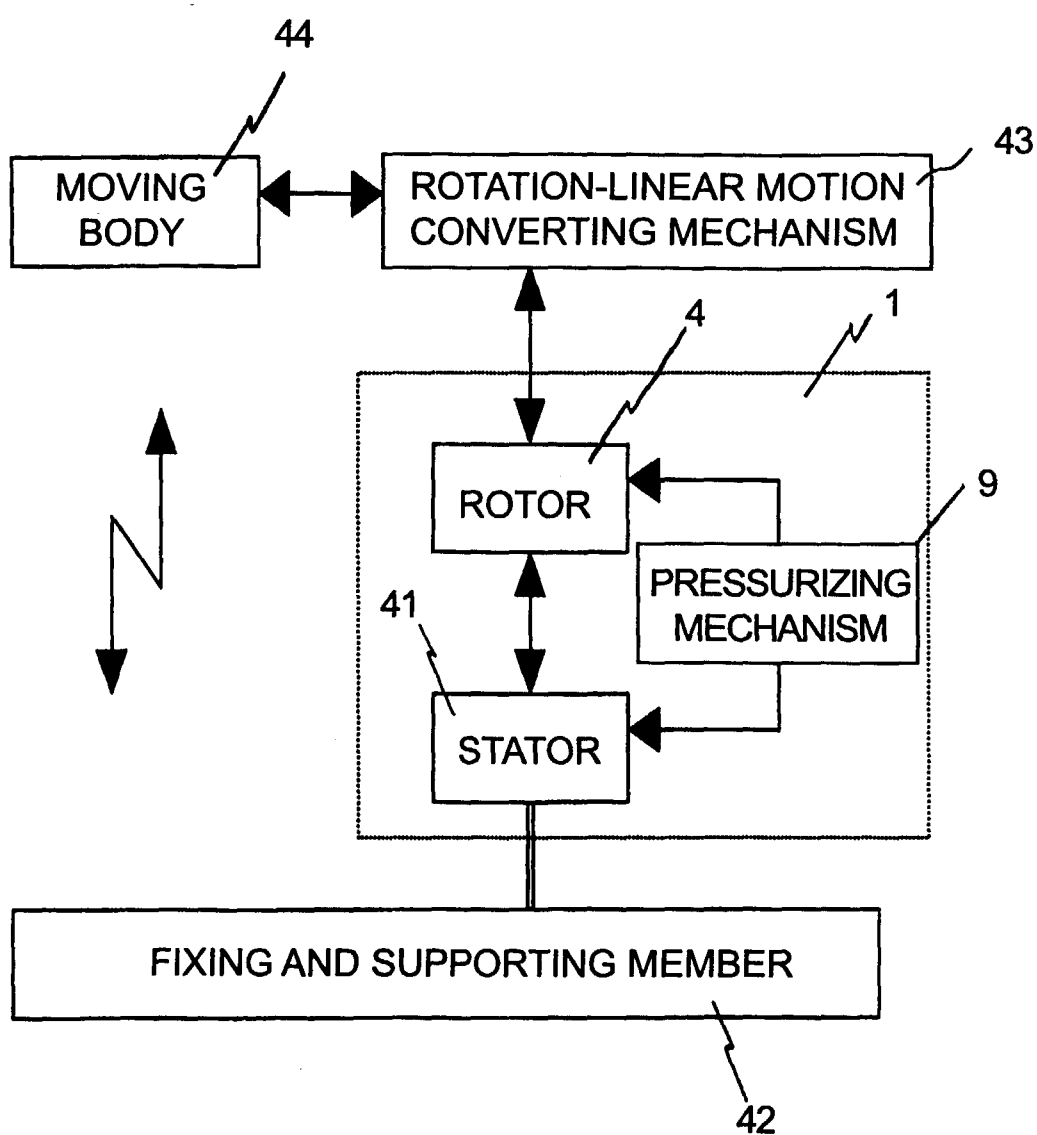 44
MOVING
BODY
43
ROTATION-LINEAR MOTION
CONVERTING MECHANISM
1
4
ROTOR
9
PRESSURIZING
MECHANISM
41
STATOR
FIXING AND SUPPORTING MEMBER
42